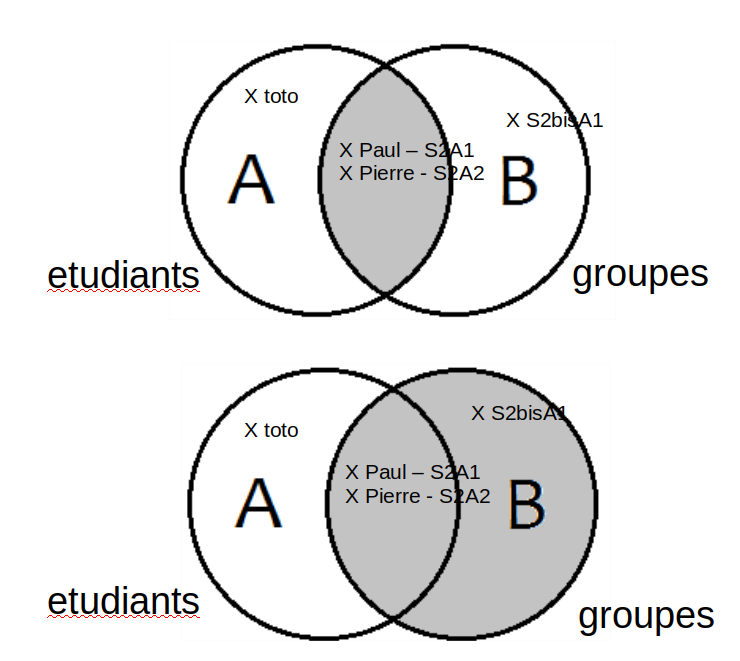 X toto
X S2bisA1
X Paul – S2A1
X Pierre - S2A2
A
B
etudiants
groupes
X S2bisA1
X toto
X Paul – S2A1
X Pierre - S2A2
A
B
etudiants
groupes